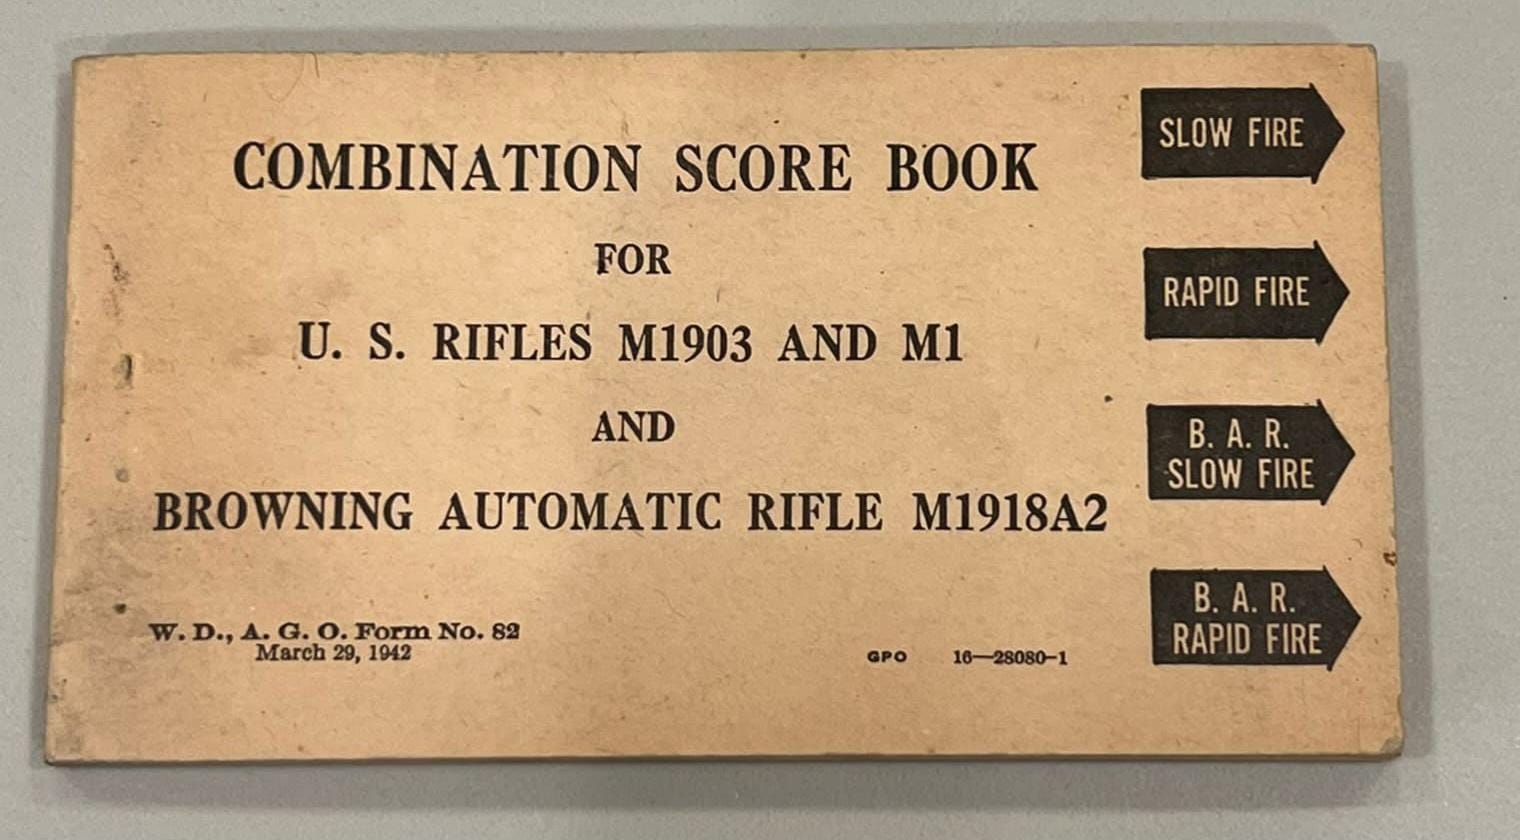 COMBINATION SCORE BOOK
FOR
U. S. RIFLES M1903 AND M1
AND
BROWNING AUTOMATIC RIFLE M1918A2
W. D., A. G. O. Form No. 82
March 29, 1942
GPO 16—28080-1
SLOW FIRE
RAPID FIRE
B. A. R.
SLOW FIRE
B. A. R.
RAPID FIRE